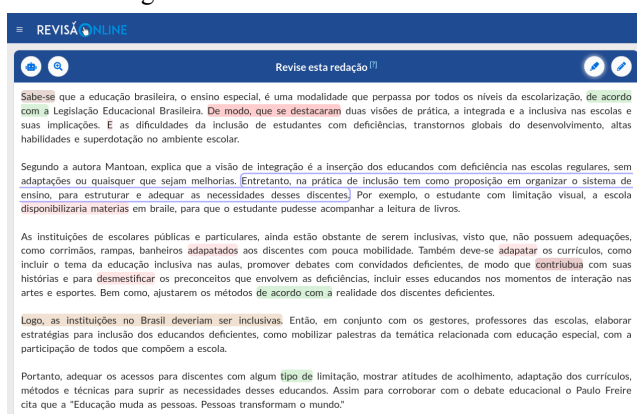 REVISÃONLINE
Revise esta redação [?]
Sabe-se que a educação brasileira, o ensino especial, é uma modalidade que perpassa por todos os níveis da escolarização, de acordo
com a Legislação Educacional Brasileira. De modo, que se destacaram duas visões de prática, a integrada e a inclusiva nas escolas e
suas implicações. E as dificuldades da inclusão de estudantes com deficiências, transtornos globais do desenvolvimento, altas
habilidades e superdotação no ambiente escolar.
Segundo a autora Mantoan, explica que a visão de integração é a inserção dos educandos com deficiência nas escolas regulares, sem
adaptações ou quaisquer que sejam melhorias. Entretanto, na prática de inclusão tem como proposição em organizar o sistema de
ensino, para estruturar e adequar as necessidades desses discentes. Por exemplo, o estudante com limitação visual, a escola
disponibilizaria materias em braile, para que o estudante pudesse acompanhar a leitura de livros.
As instituições de escolares públicas e particulares, ainda estão obstante de serem inclusivas, visto que, não possuem adequações,
como corrimãos, rampas, banheiros adapatados aos discentes com pouca mobilidade. Também deve-se adapatar os currículos, como
incluir o tema da educação inclusiva nas aulas, promover debates com convidados deficientes, de modo que contriubua com suas
histórias e para desmestificar os preconceitos que envolvem as deficiências, incluir esses educandos nos momentos de interação nas
artes e esportes. Bem como, ajustarem os métodos de acordo com a realidade dos discentes deficientes.
Logo, as instituições no Brasil deveriam ser inclusivas. Então, em conjunto com os gestores, professores das escolas, elaborar
estratégias para inclusão dos educandos deficientes, como mobilizar palestras da temática relacionada com educação especial, com a
participação de todos que compõem a escola.
Portanto, adequar os acessos para discentes com algum tipo de limitação, mostrar atitudes de acolhimento, adaptação dos currículos,
métodos e técnicas para suprir as necessidades desses educandos. Assim para corroborar com o debate educacional o Paulo Freire
cita que a "Educação muda as pessoas. Pessoas transformam o mundo."